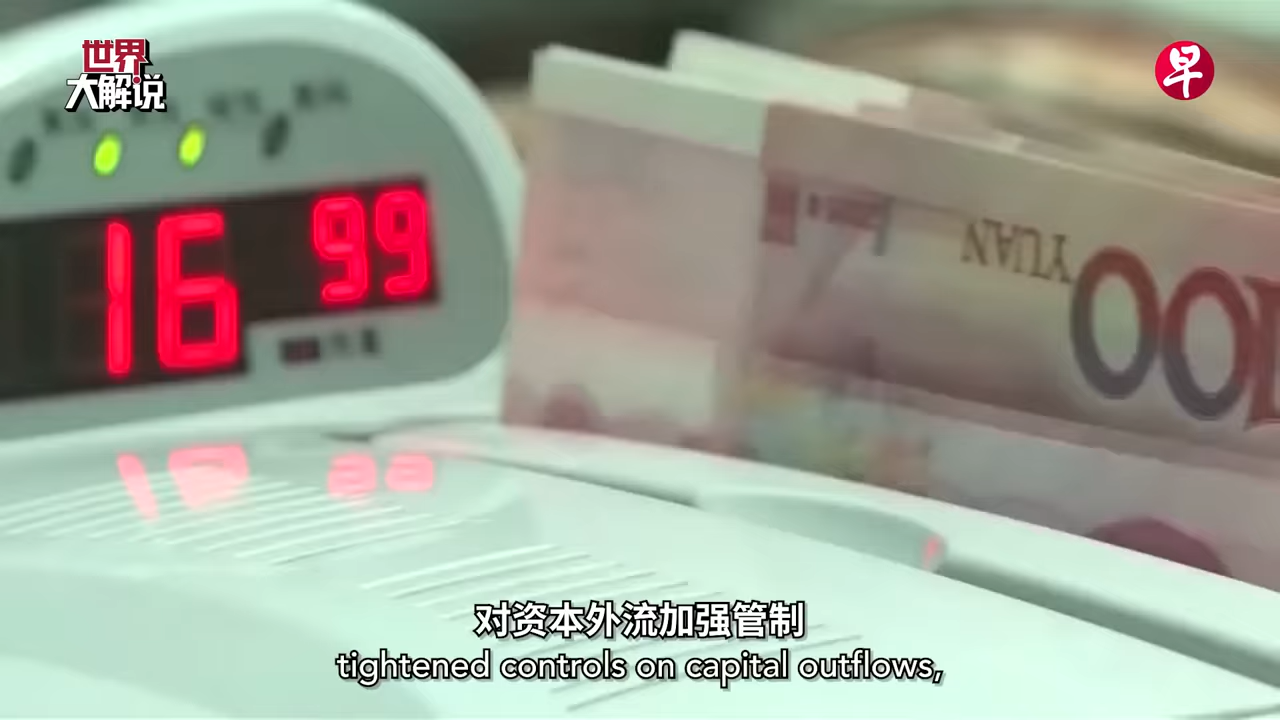 世界
大解说
早
16 99
YUAN
100
对资本外流加强管制
tightened controls on capital outflows,